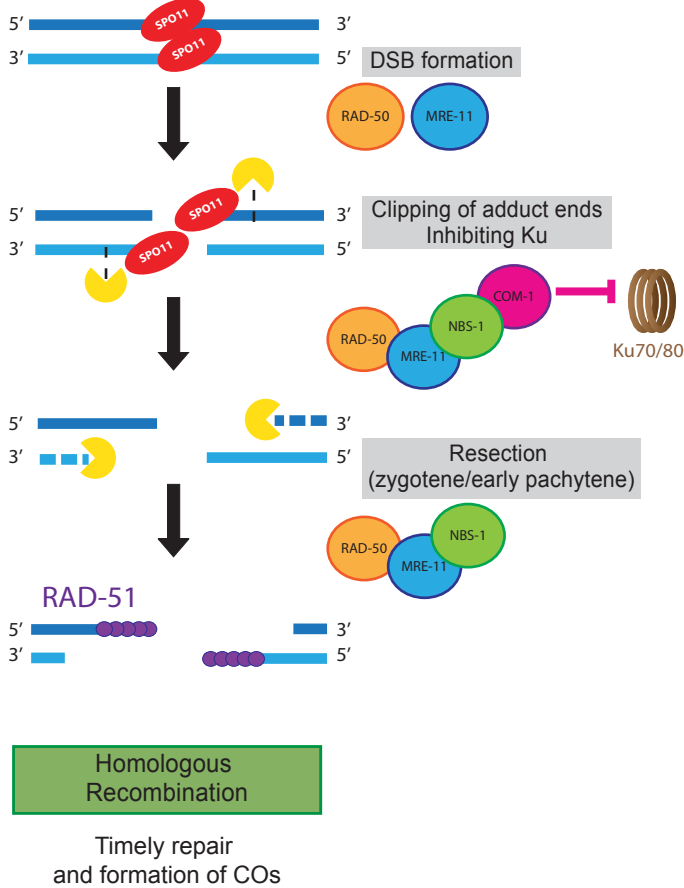 5′ SPO11 3′
3′ SPO11 5′
DSB formation
RAD-50 MRE-11
5′ SPO11 3′
3′ SPO11 5′
Clipping of adduct ends
Inhibiting Ku
COM-1
NBS-1
RAD-50
MRE-11
Ku70/80
5′ 3′
3′ 5′
Resection
(zygotene/early pachytene)
NBS-1
RAD-50
MRE-11
RAD-51
5′ 3′
3′ 5′
Homologous
Recombination
Timely repair
and formation of COs